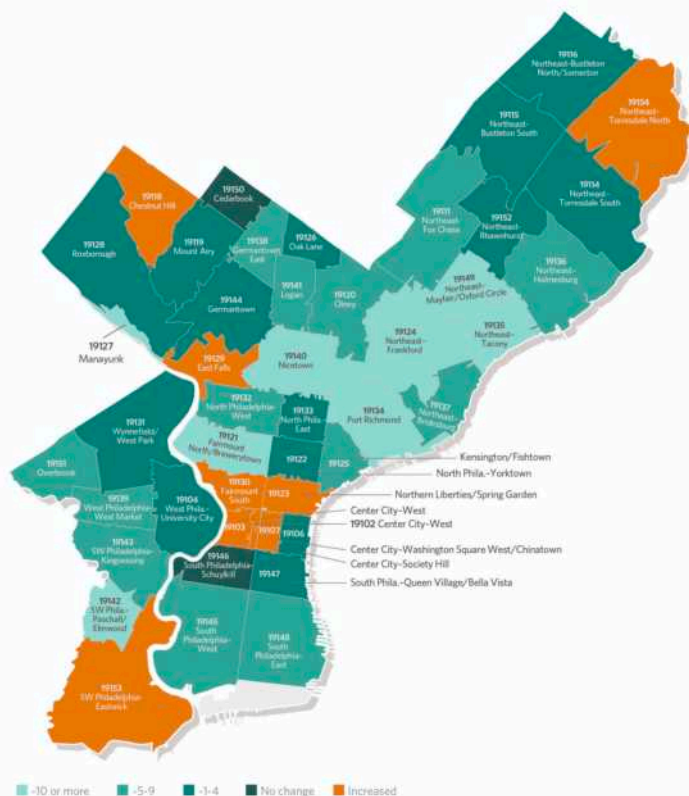 19116
Northeast-Bustleton
North/Somerton
19115
Northeast-
Bustleton South
19154
Northeast-
Torresdale North
19114
Northeast-
Torresdale South
19152
Northeast-
Rhawnhurst
19111
Northeast-
Fox Chase
19136
Northeast-
Holmesburg
19149
Northeast-
Mayfair/Oxford Circle
19135
Northeast-
Tacony
19124
Northeast-
Frankford
19137
Northeast-
Bridesburg
19134
Port Richmond
19118
Chestnut Hill
19150
Cedarbrook
19128
Roxborough
19119
Mount Airy
19138
Germantown
East
19126
Oak Lane
19141
Logan
19120
Olney
19144
Germantown
19127
Manayunk
19129
East Falls
19140
Nicetown
19132
North Philadelphia-
West
19133
North Phila-
East
19121
Fairmount
North/Brewerytown
19122
19125
Kensington/Fishtown
North Phila.-Yorktown
19131
Wynnefield/
West Park
19151
Overbrook
19139
West Philadelphia-
West Market
19104
West Phila.-
University City
19143
SW Philadelphia-
Kingsessing
19130
Fairmount
South
19123
Northern Liberties/Spring Garden
19103
19107
Center City-West
19102 Center City-West
19106
Center City-Washington Square West/Chinatown
Center City-Society Hill
19146
South Philadelphia-
Schuylkill
19147
South Phila.-Queen Village/Bella Vista
19142
SW Phila.-
Paschall/
Elmwood
19145
South
Philadelphia-
West
19148
South
Philadelphia-
East
19153
SW Philadelphia-
Eastwick
-10 or more
-5-9
-1-4
No change
Increased